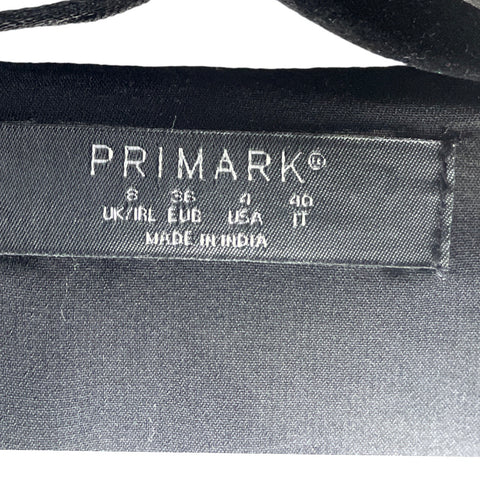 PRIMARK®
8 36 4 40
UK/IRL EUR USA IT
MADE IN INDIA